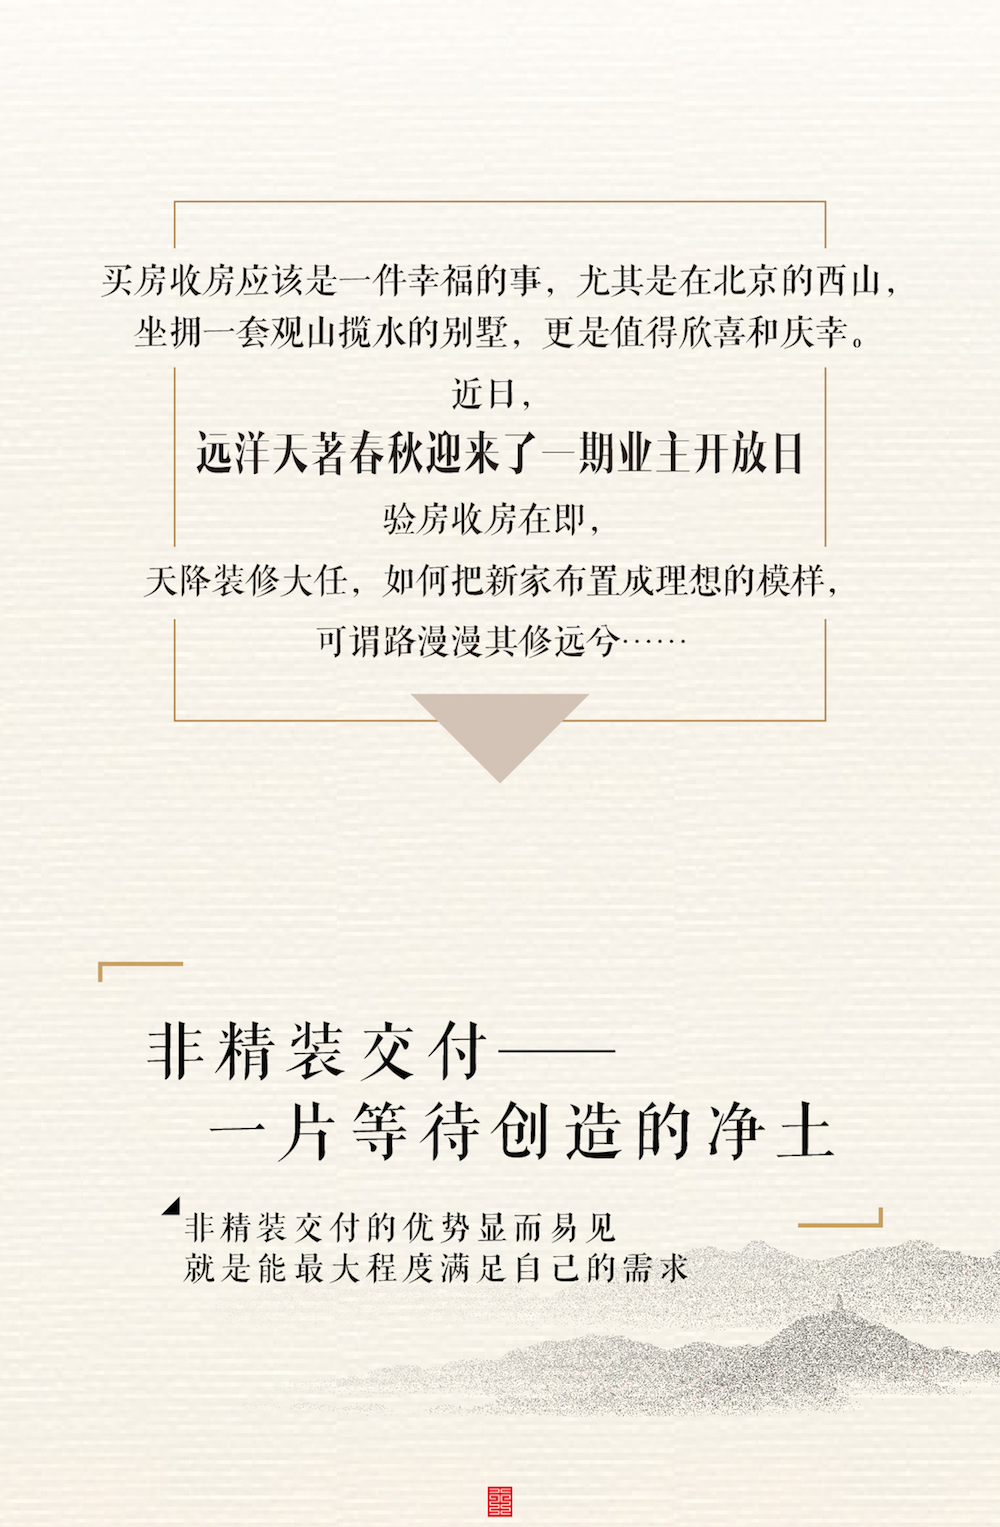 买房收房应该是一件幸福的事，尤其是在北京的西山，
坐拥一套观山揽水的别墅，更是值得欣喜和庆幸。
近日，
远洋天著春秋迎来了一期业主开放日
验房收房在即，
天降装修大任，如何把新家布置成理想的模样，
可谓路漫漫其修远兮……
非精装交付——
一片等待创造的净土
非精装交付的优势显而易见
就是能最大程度满足自己的需求